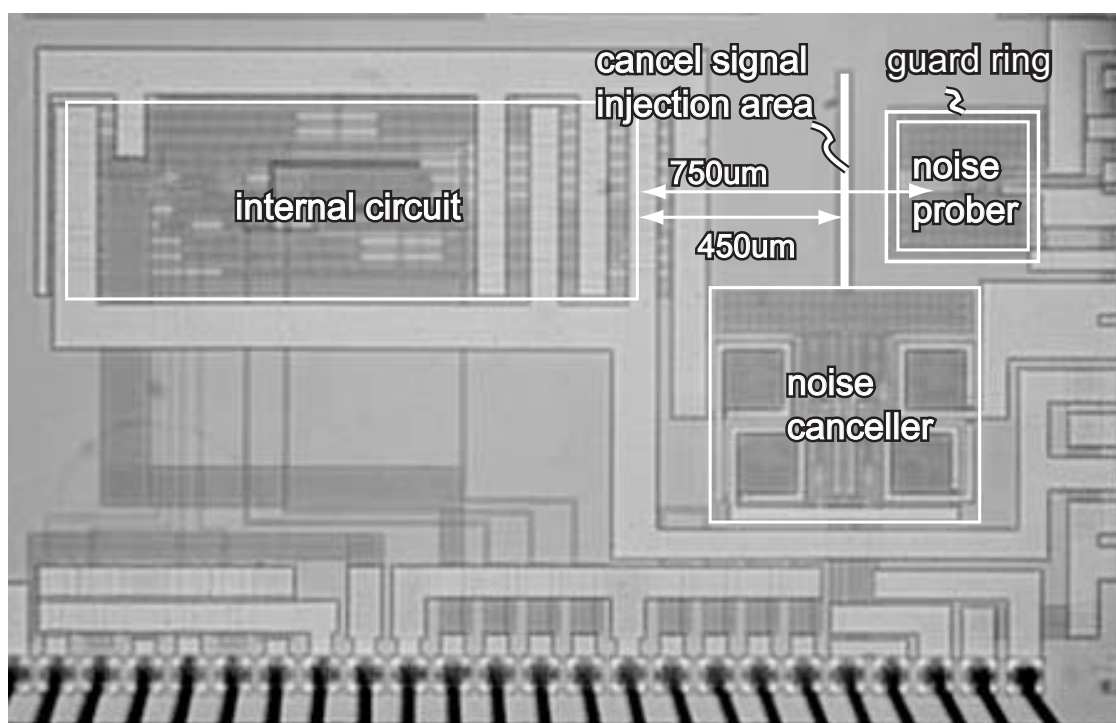 cancel signal
injection area
guard ring
750um
noise
prober
internal circuit
450um
noise
canceller